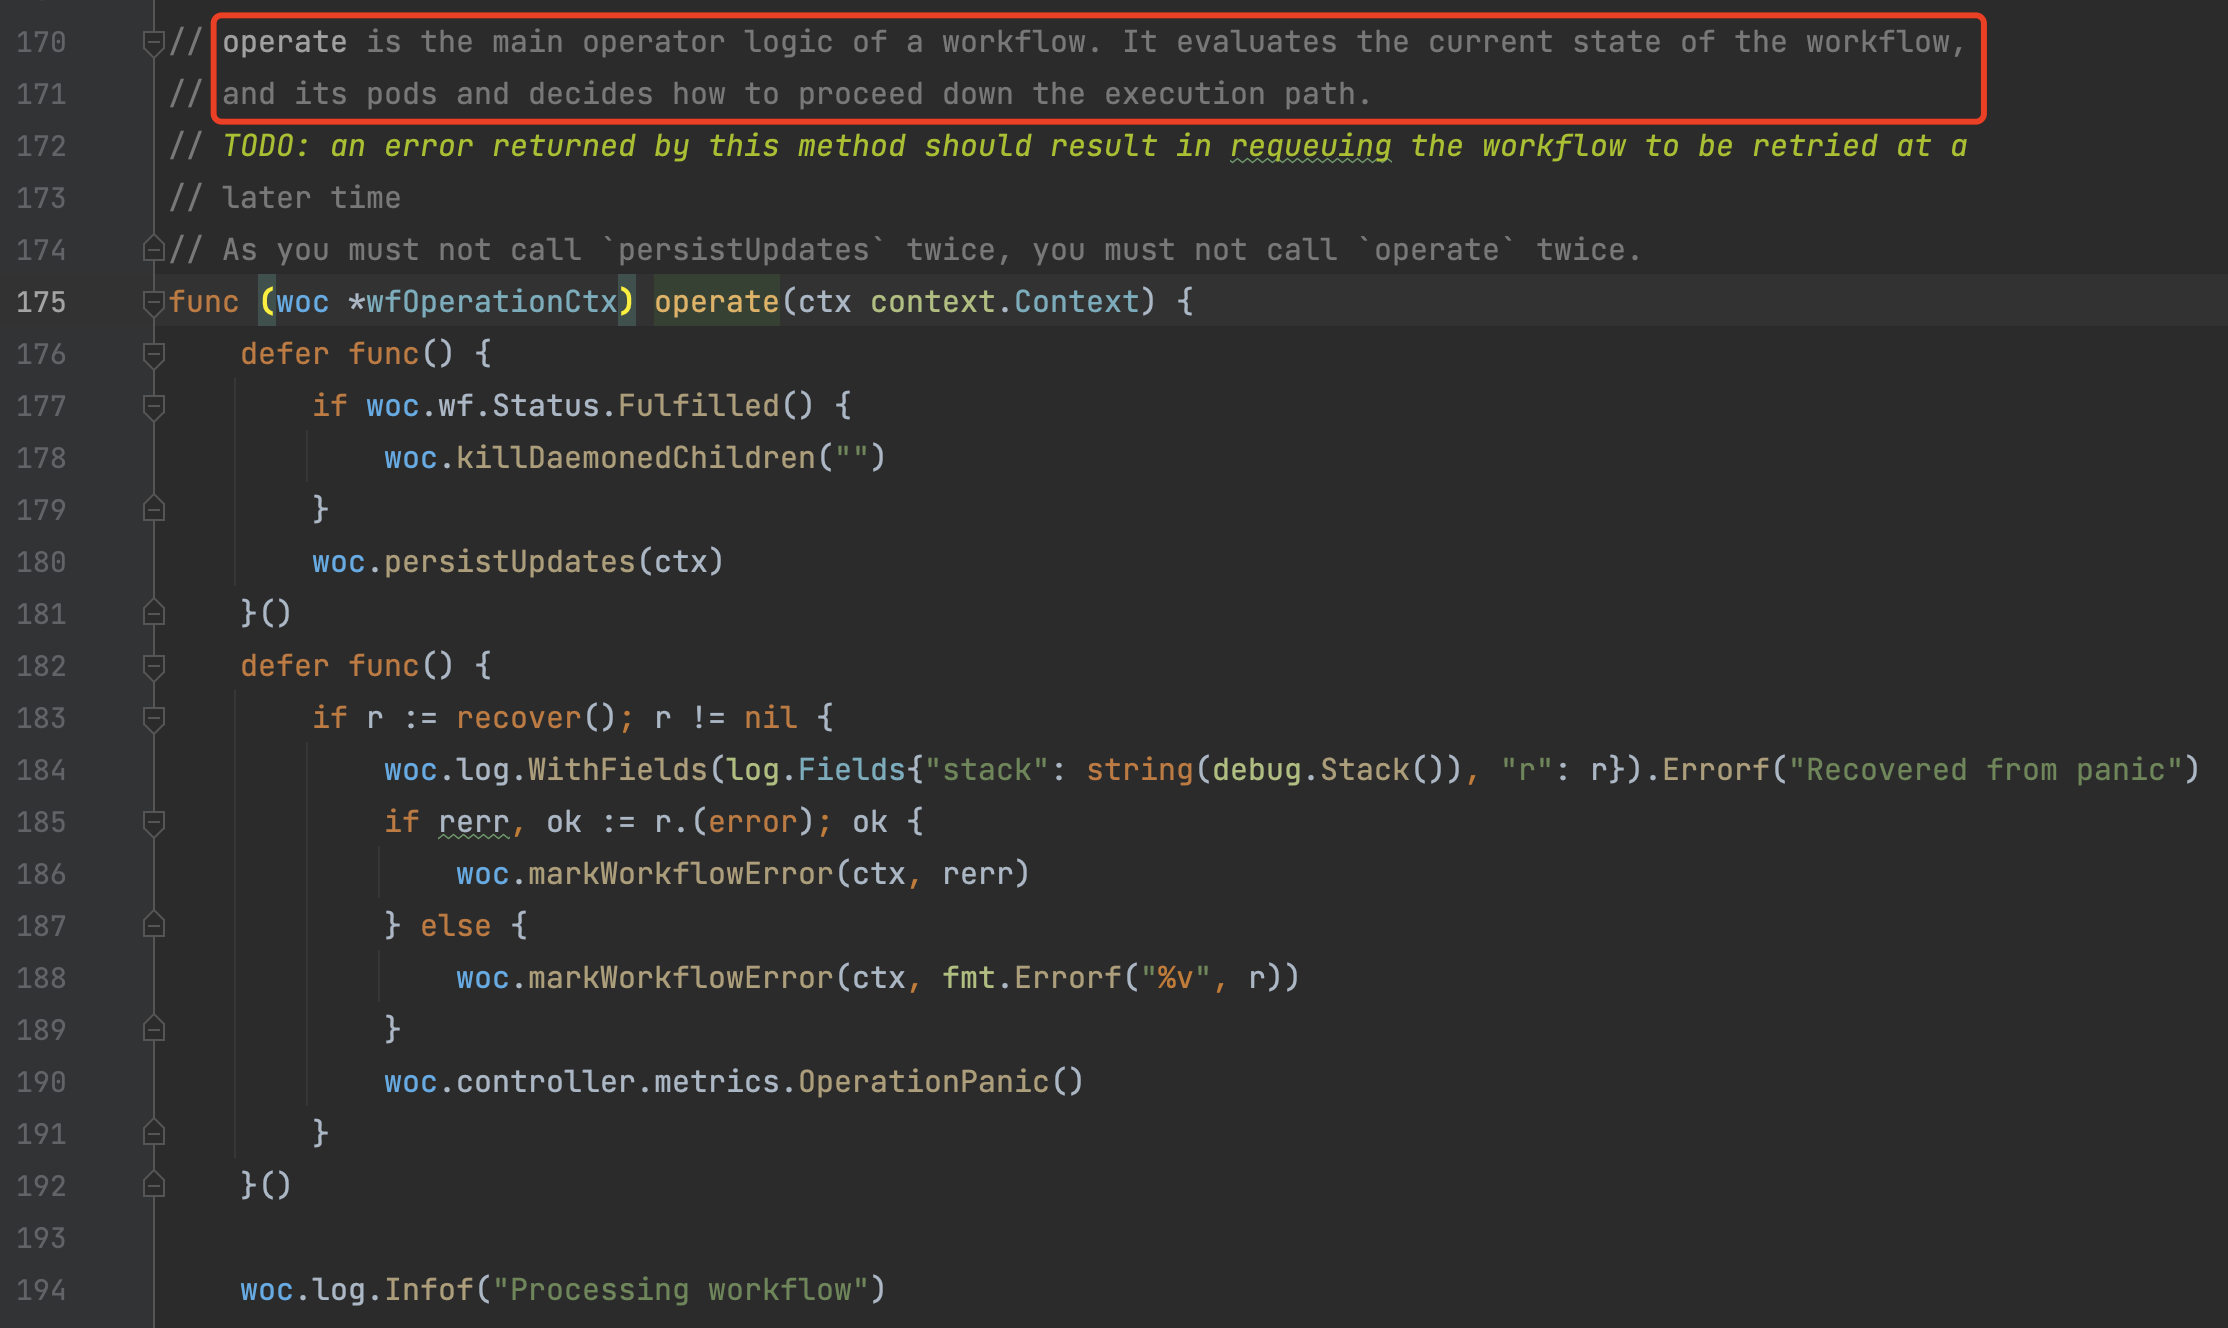 170 // operate is the main operator logic of a workflow. It evaluates the current state of the workflow,
171 // and its pods and decides how to proceed down the execution path.
172 // TODO: an error returned by this method should result in requeuing the workflow to be retried at a
173 // later time
174 // As you must not call `persistUpdates` twice, you must not call `operate` twice.
175 func (woc *wfOperationCtx) operate(ctx context.Context) {
176     defer func() {
177         if woc.wf.Status.Fulfilled() {
178             woc.killDaemonedChildren("")
179         }
180         woc.persistUpdates(ctx)
181     }()
182     defer func() {
183         if r := recover(); r != nil {
184             woc.log.WithFields(log.Fields{"stack": string(debug.Stack()), "r": r}).Errorf("Recovered from panic")
185             if rerr, ok := r.(error); ok {
186                 woc.markWorkflowError(ctx, rerr)
187             } else {
188                 woc.markWorkflowError(ctx, fmt.Errorf("%v", r))
189             }
190             woc.controller.metrics.OperationPanic()
191         }
192     }()
193
194     woc.log.Infof("Processing workflow")